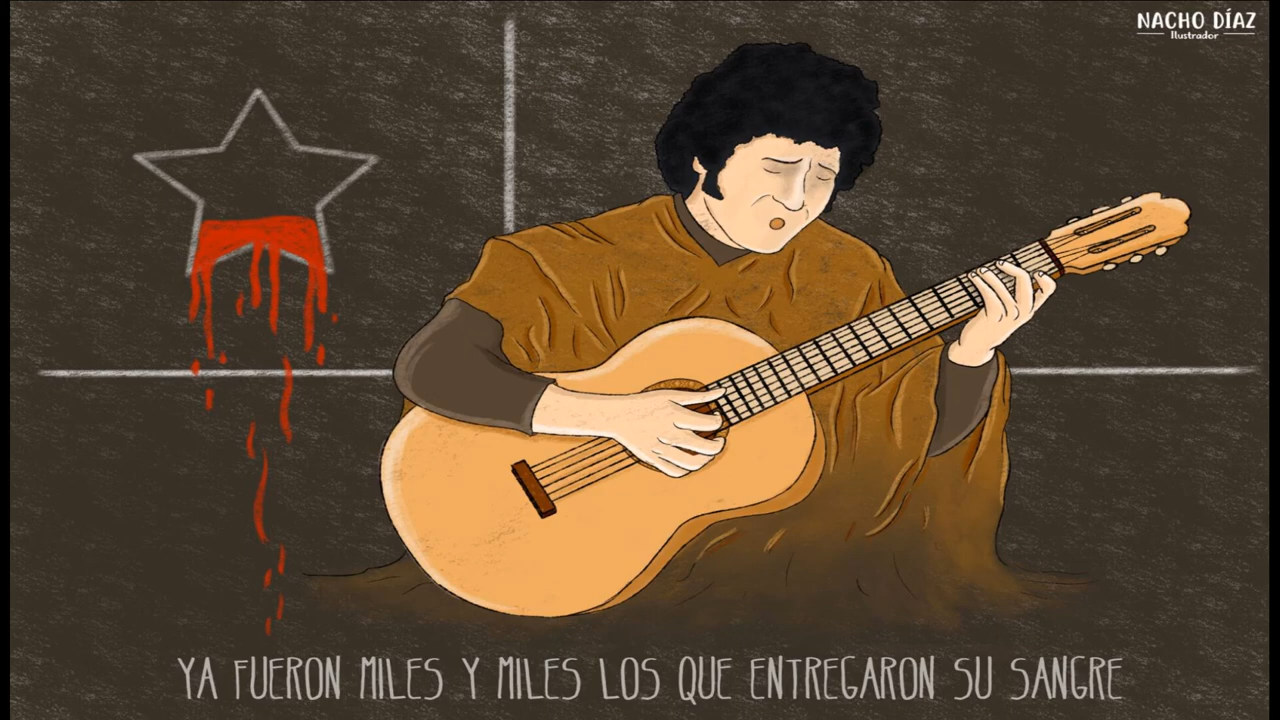 NACHO DÍAZ
Ilustrador
YA FUERON MILES Y MILES LOS QUE ENTREGARON SU SANGRE